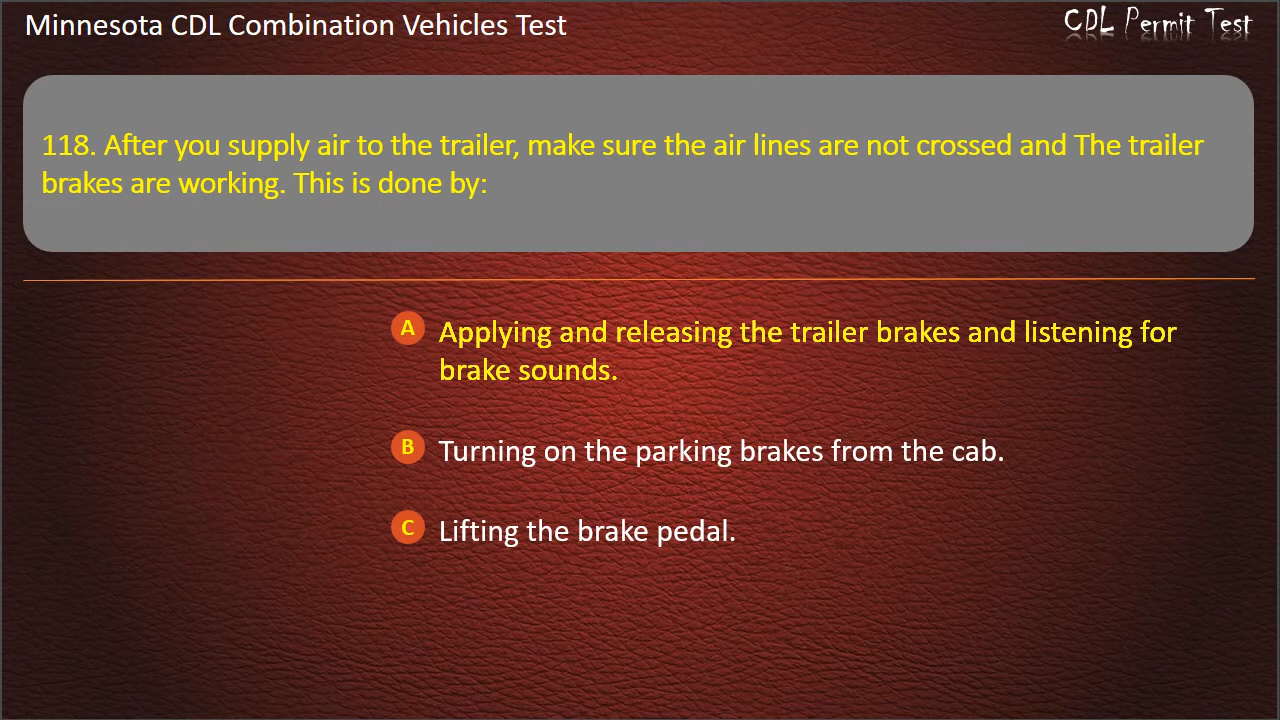 Minnesota CDL Combination Vehicles Test
CDL Permit Test
118. After you supply air to the trailer, make sure the air lines are not crossed and The trailer
brakes are working. This is done by:
A Applying and releasing the trailer brakes and listening for
brake sounds.
B Turning on the parking brakes from the cab.
C Lifting the brake pedal.